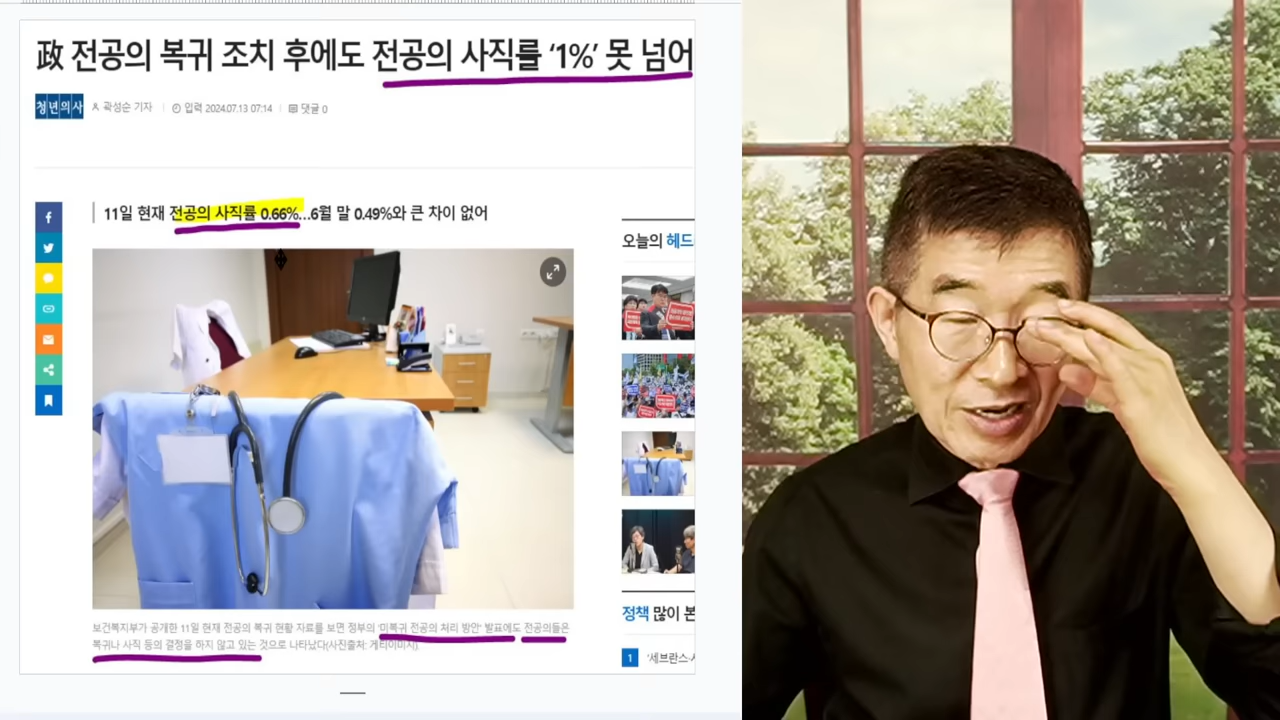 政 전공의 복귀 조치 후에도 전공의 사직률 ‘1%’ 못 넘어
청년의사
곽성순 기자
입력 2024.07.13 07:14
댓글 0
11일 현재 전공의 사직률 0.66%…6월 말 0.49%와 큰 차이 없어
오늘의 헤드
보건복지부가 공개한 11일 현재 전공의 복귀 현황 자료를 보면 정부의 '미복귀 전공의 처리 방안' 발표에도 전공의들은
복귀나 사직 등의 결정을 하지 않고 있는 것으로 나타났다(사진출처: 게티이미지).
정책 많이 본
1 '세브란스·